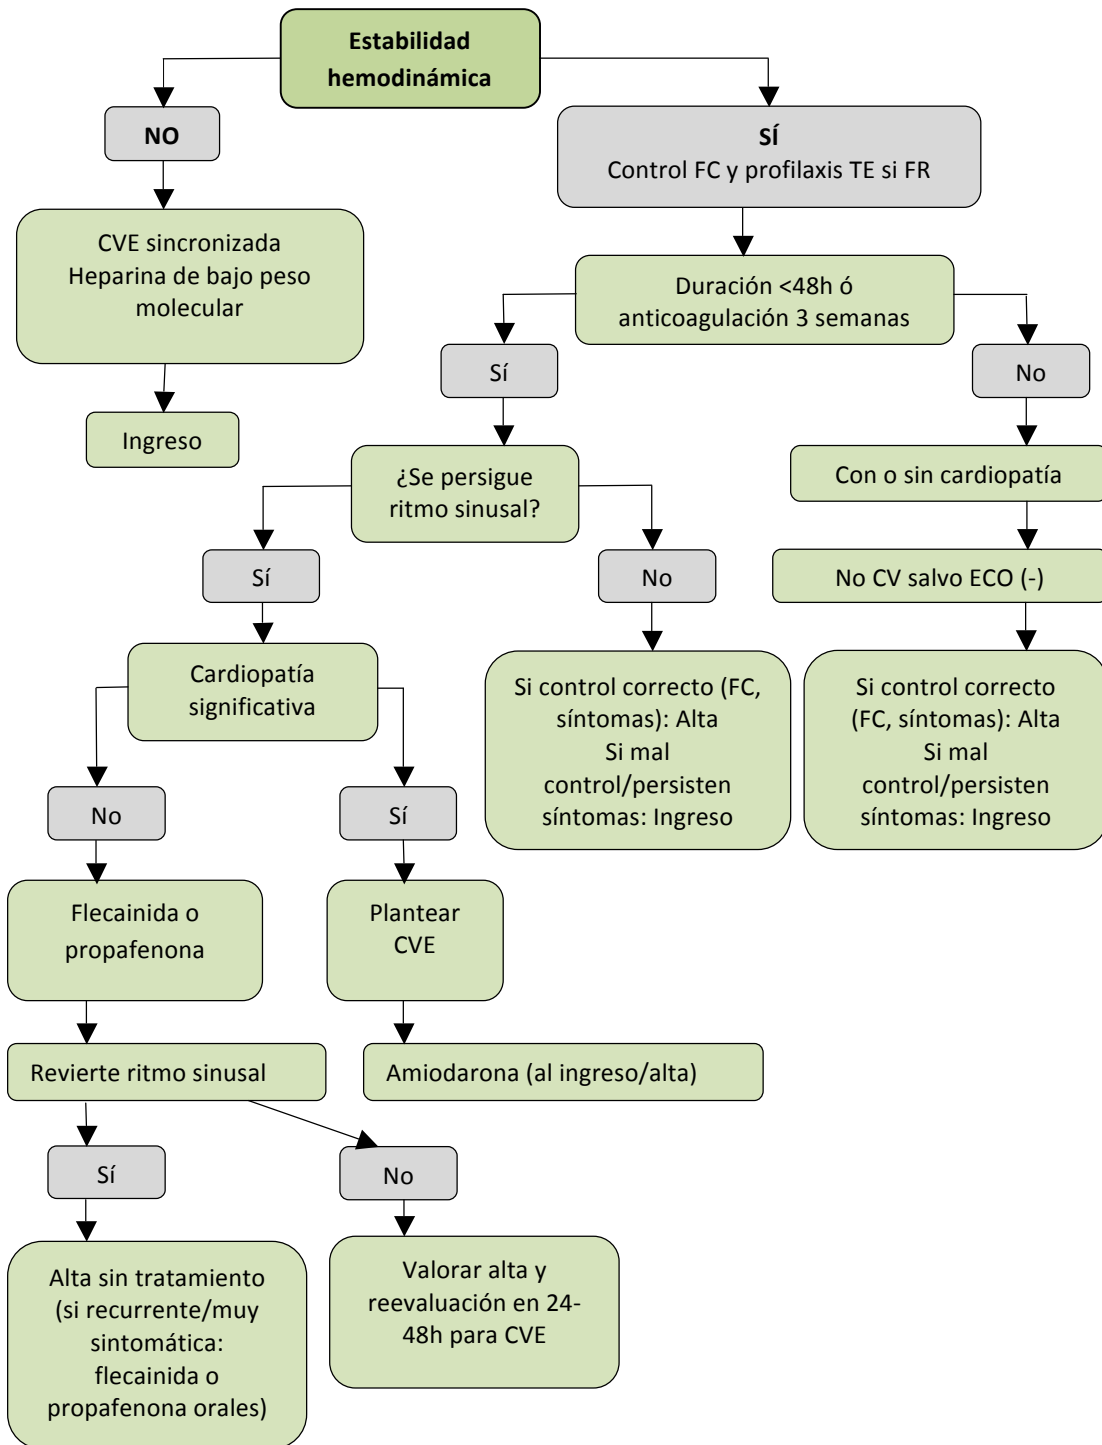 Estabilidad
hemodinámica
NO
SÍ
Control FC y profilaxis TE si FR
CVE sincronizada
Heparina de bajo peso
molecular
Duración <48h ó
anticoagulación 3 semanas
Sí
No
Ingreso
¿Se persigue
ritmo sinusal?
Con o sin cardiopatía
Sí
No
No CV salvo ECO (-)
Cardiopatía
significativa
Si control correcto (FC,
síntomas): Alta
Si mal
control/persisten
síntomas: Ingreso
Si control correcto
(FC, síntomas): Alta
Si mal
control/persisten
síntomas: Ingreso
No
Sí
Flecainida o
propafenona
Plantear
CVE
Revierte ritmo sinusal
Amiodarona (al ingreso/alta)
Sí
No
Alta sin tratamiento
(si recurrente/muy
sintomática:
flecainida o
propafenona orales)
Valorar alta y
reevaluación en 24-
48h para CVE